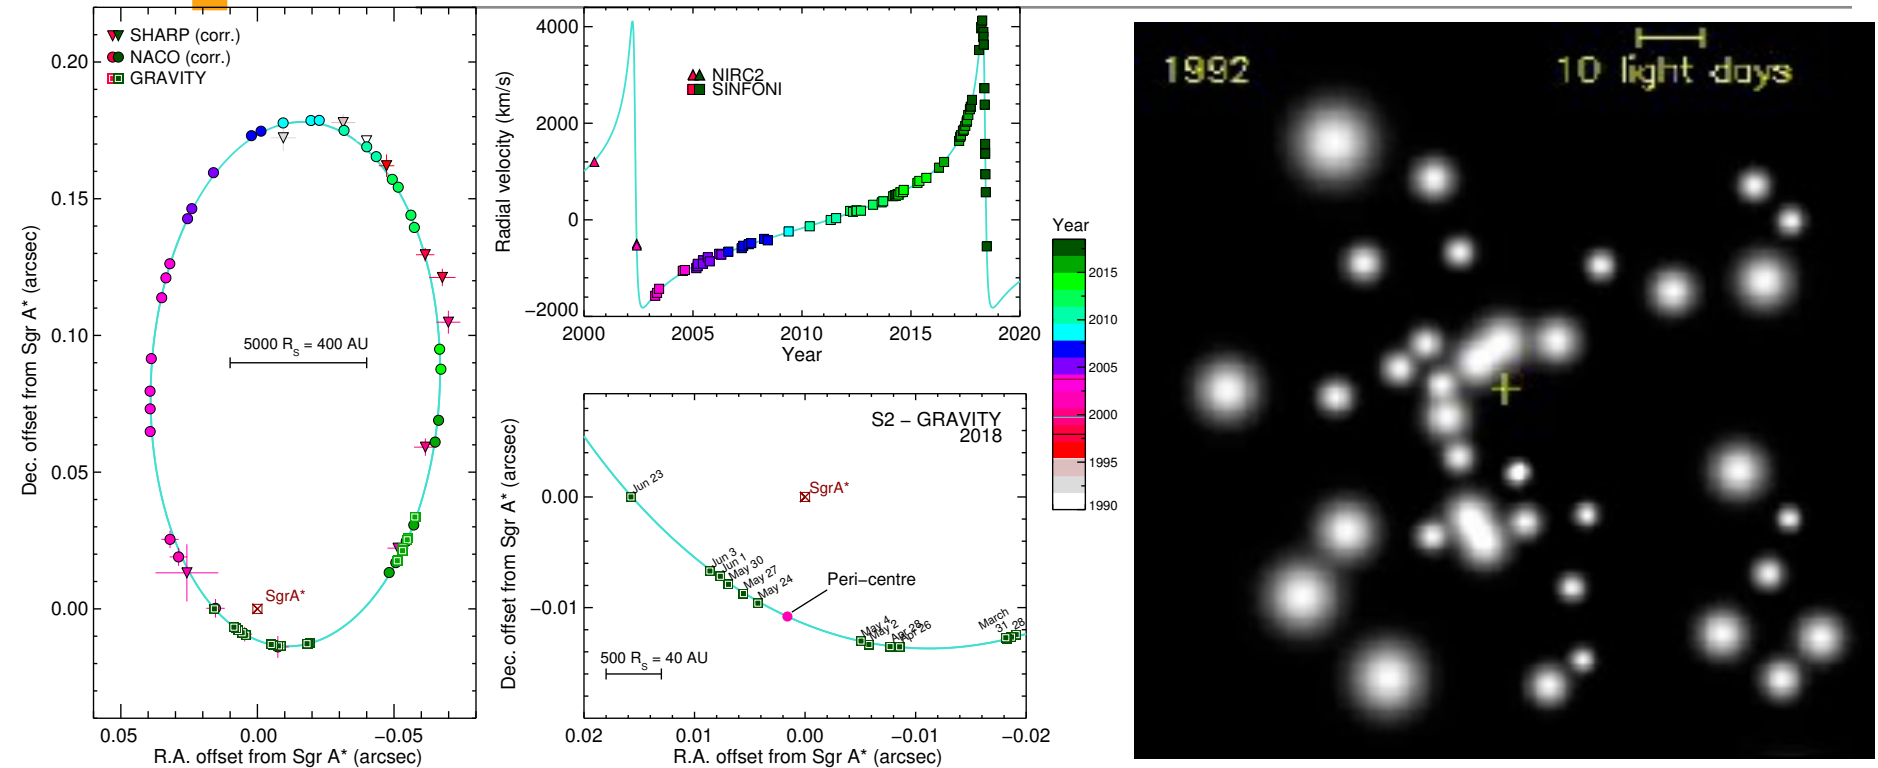 SHARP (corr.)
NACO (corr.)
GRAVITY
0.20
0.15
0.10
0.05
0.00
Dec. offset from Sgr A* (arcsec)
5000 R_S = 400 AU
SgrA*
0.05
0.00
−0.05
R.A. offset from Sgr A* (arcsec)
4000
2000
0
−2000
Radial velocity (km/s)
NIRC2
SINFONI
2000
2005
2010
2015
2020
Year
S2 − GRAVITY
2018
0.00
−0.01
Dec. offset from Sgr A* (arcsec)
Jun 23
SgrA*
Jun 3
Jun 1
May 30
May 27
May 24
Peri−centre
May 4
May 2
Apr 28
Apr 26
March
31
28
500 R_S = 40 AU
0.02
0.01
0.00
−0.01
−0.02
R.A. offset from Sgr A* (arcsec)
Year
2015
2010
2005
2000
1995
1990
1992
10 light days